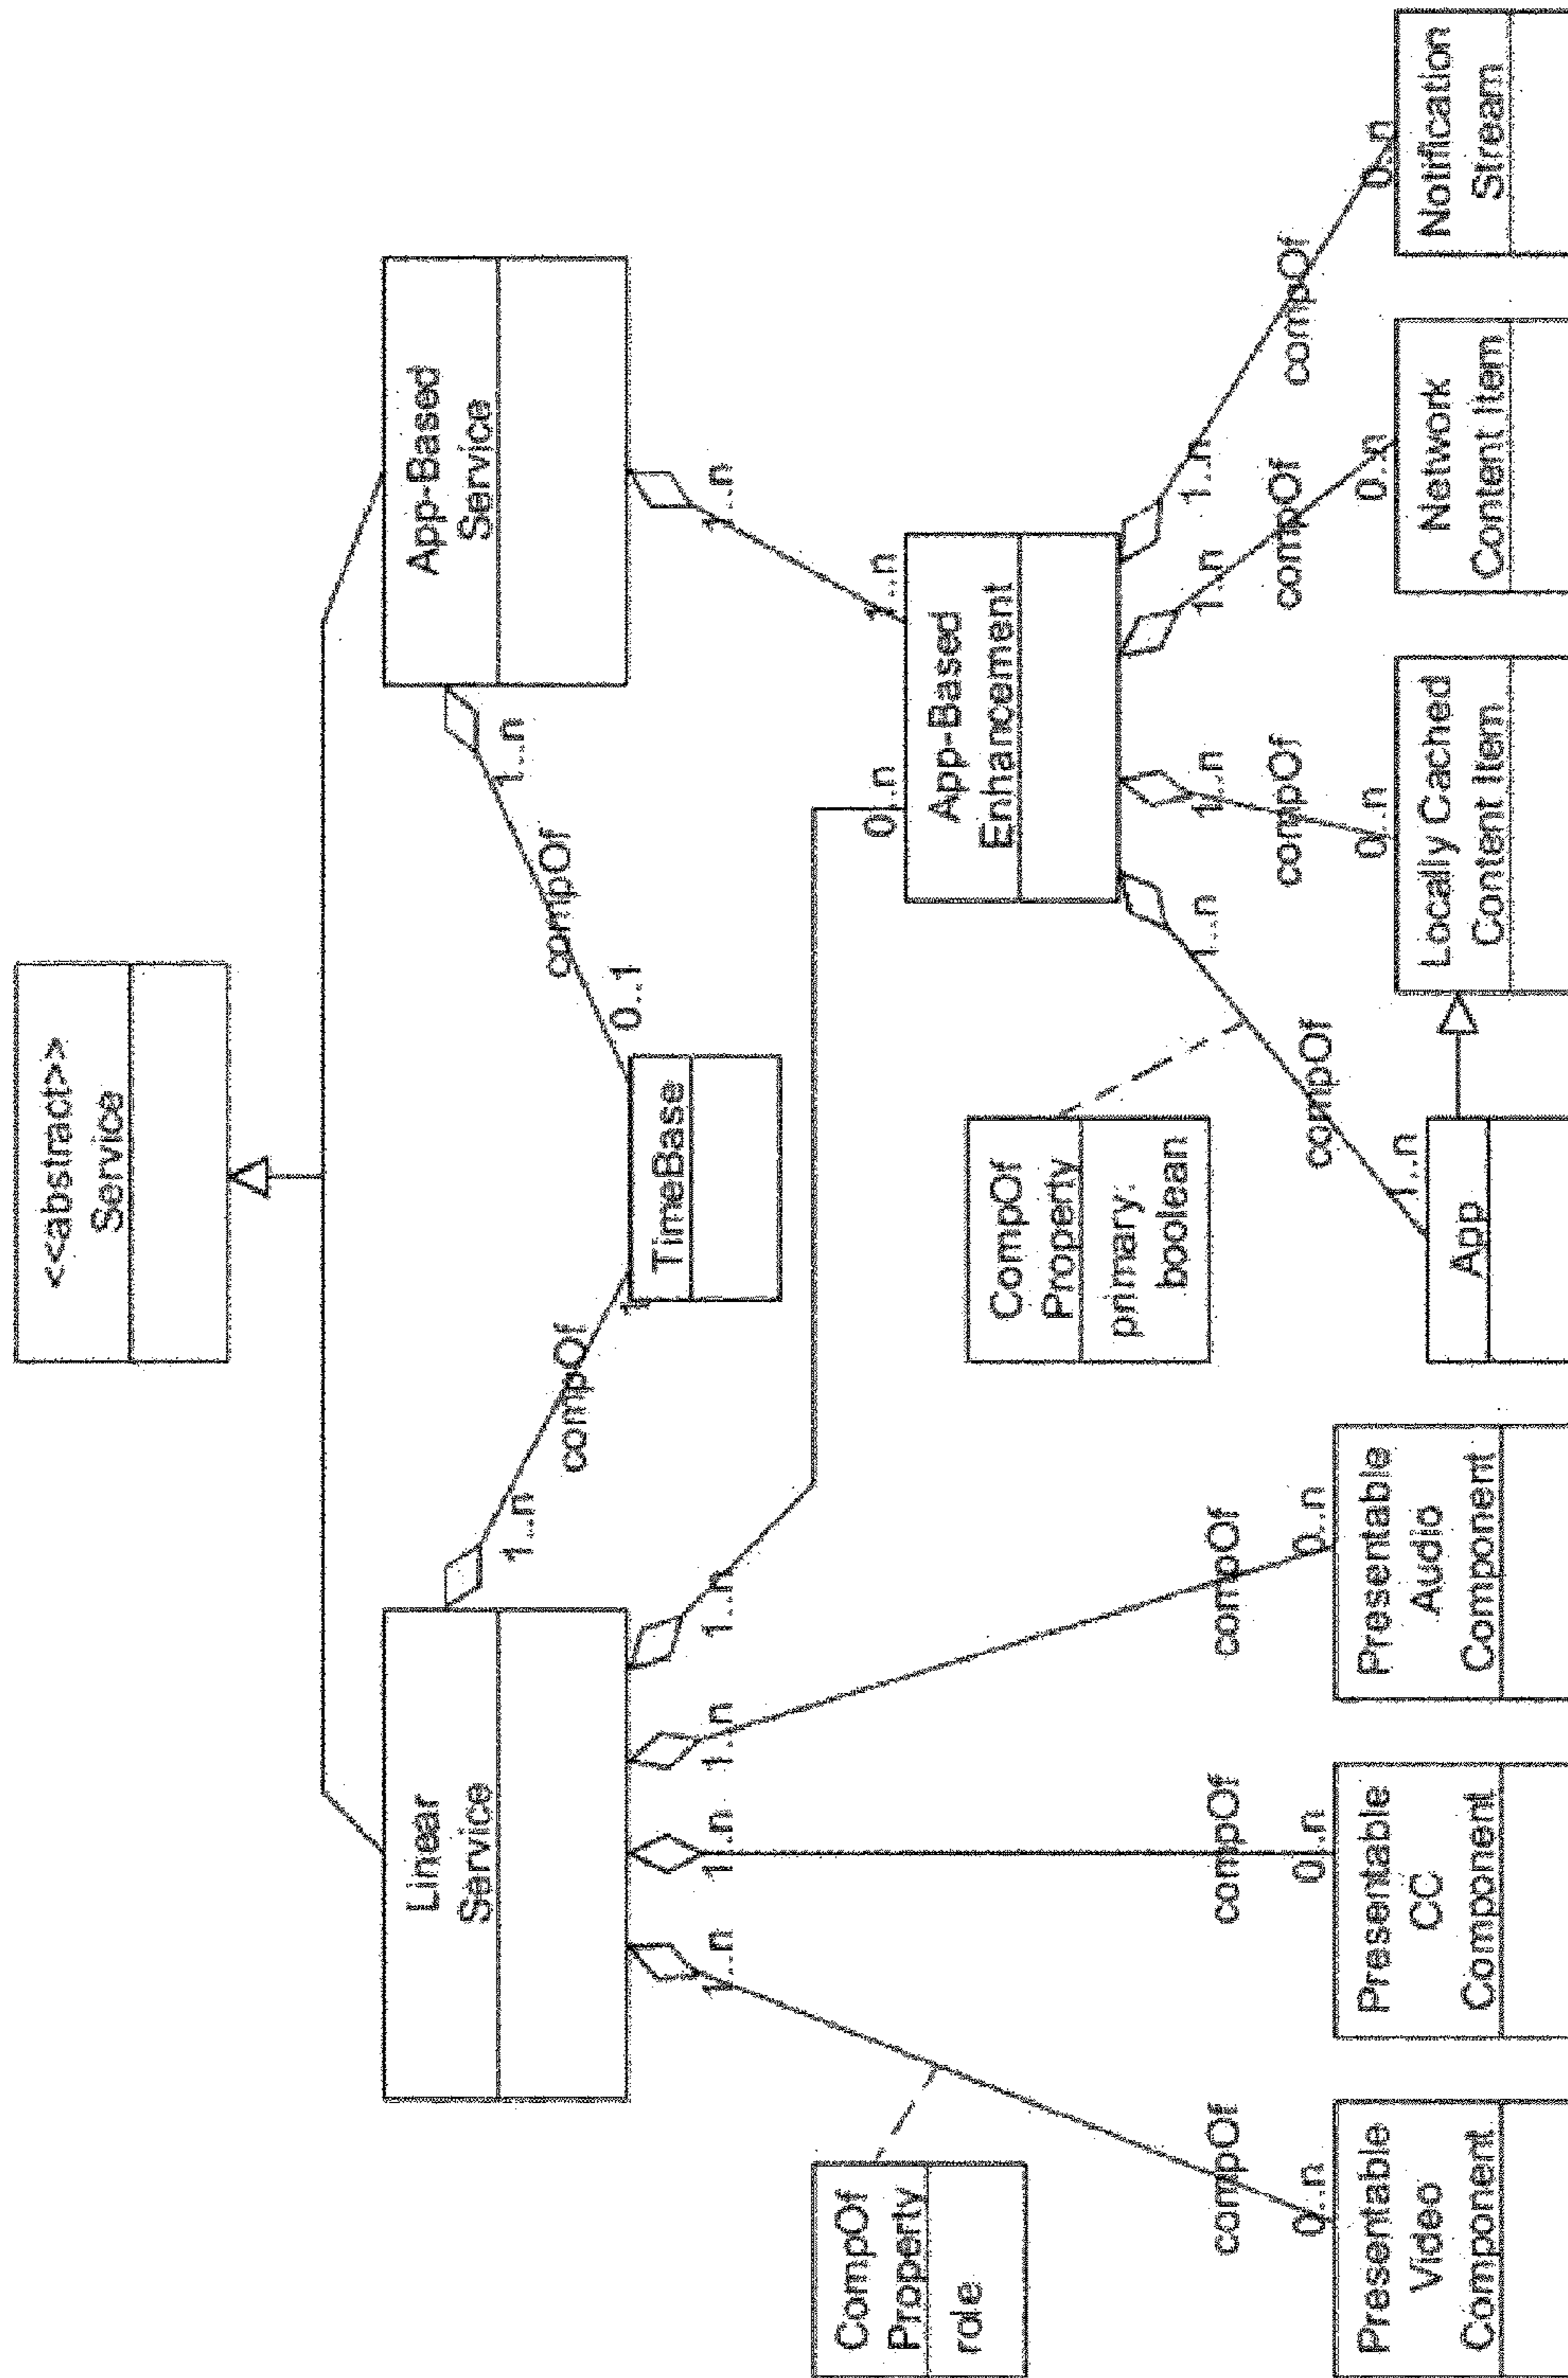 <<abstract>>
Service
Linear
Service
App-Based
Service
1..n
compOf
1
1..n
compOf
0..1
TimeBase
1..n
1..n
1..n
1..n
1..n
CompOf
Property
role
0..n
1..n
App-Based
Enhancement
CompOf
Property
primary:
boolean
1..n
1..n
1..n
1..n
compOf
compOf
compOf
compOf
compOf
compOf
compOf
0..n
0..n
0..n
1..n
0..n
0..n
0..n
Presentable
Video
Component
Presentable
CC
Component
Presentable
Audio
Component
App
Locally Cached
Content Item
Network
Content Item
Notification
Stream